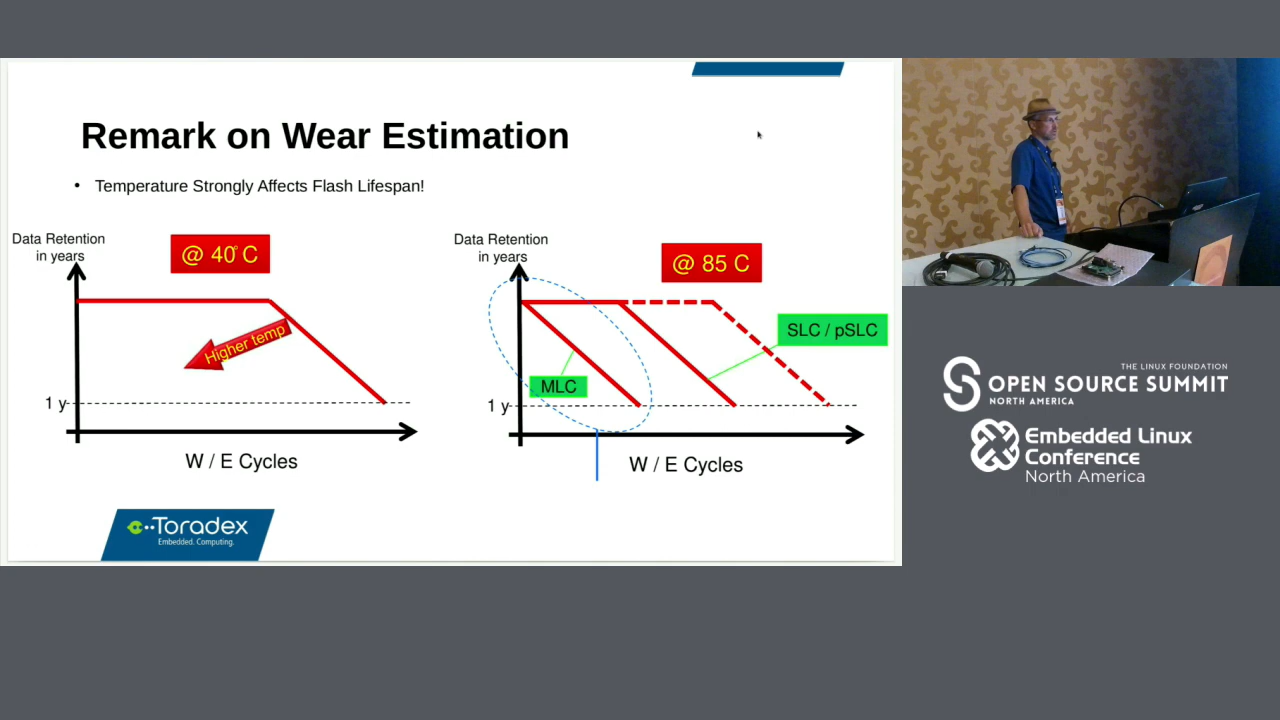 Remark on Wear Estimation
• Temperature Strongly Affects Flash Lifespan!
Data Retention
in years
@ 40°C
Higher temp
1 y
W / E Cycles
Data Retention
in years
@ 85 C
SLC / pSLC
MLC
1 y
W / E Cycles
Toradex
Embedded. Computing.
THE LINUX FOUNDATION
OPEN SOURCE SUMMIT
NORTH AMERICA
Embedded Linux
Conference
North America